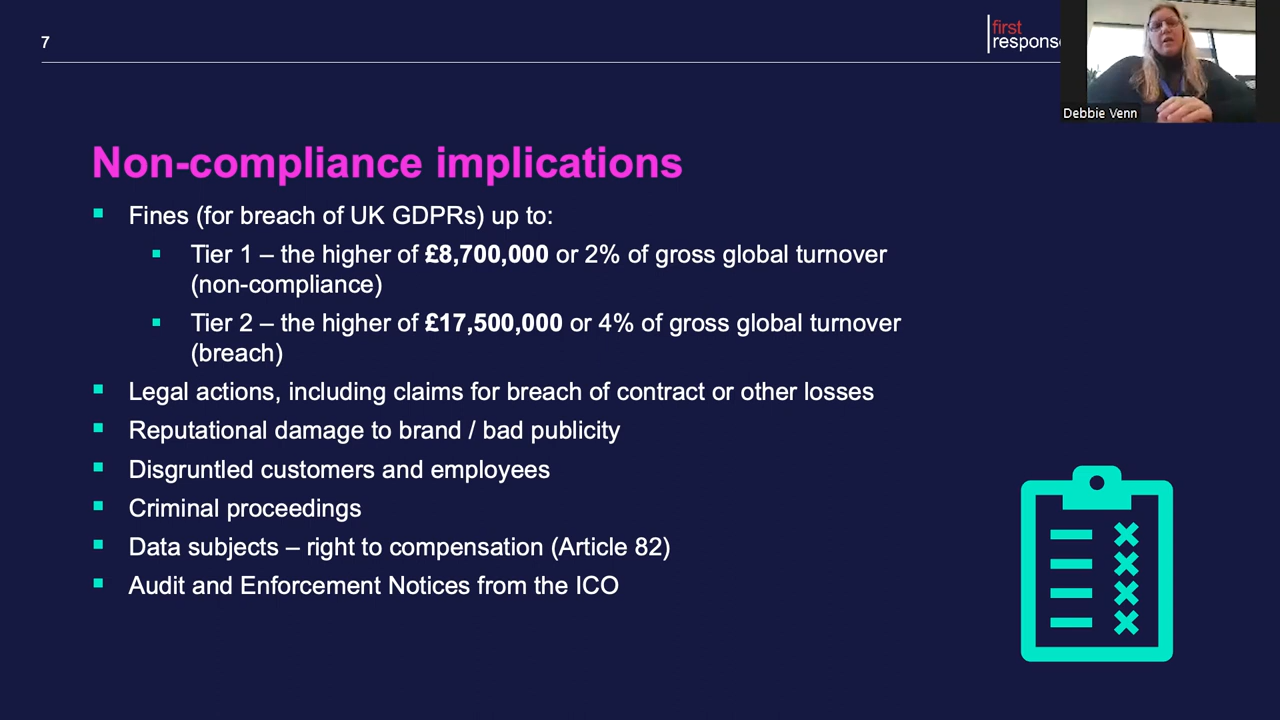 7
first
response
Debbie Venn
Non-compliance implications
Fines (for breach of UK GDPRs) up to:
Tier 1 – the higher of £8,700,000 or 2% of gross global turnover
(non-compliance)
Tier 2 – the higher of £17,500,000 or 4% of gross global turnover
(breach)
Legal actions, including claims for breach of contract or other losses
Reputational damage to brand / bad publicity
Disgruntled customers and employees
Criminal proceedings
Data subjects – right to compensation (Article 82)
Audit and Enforcement Notices from the ICO